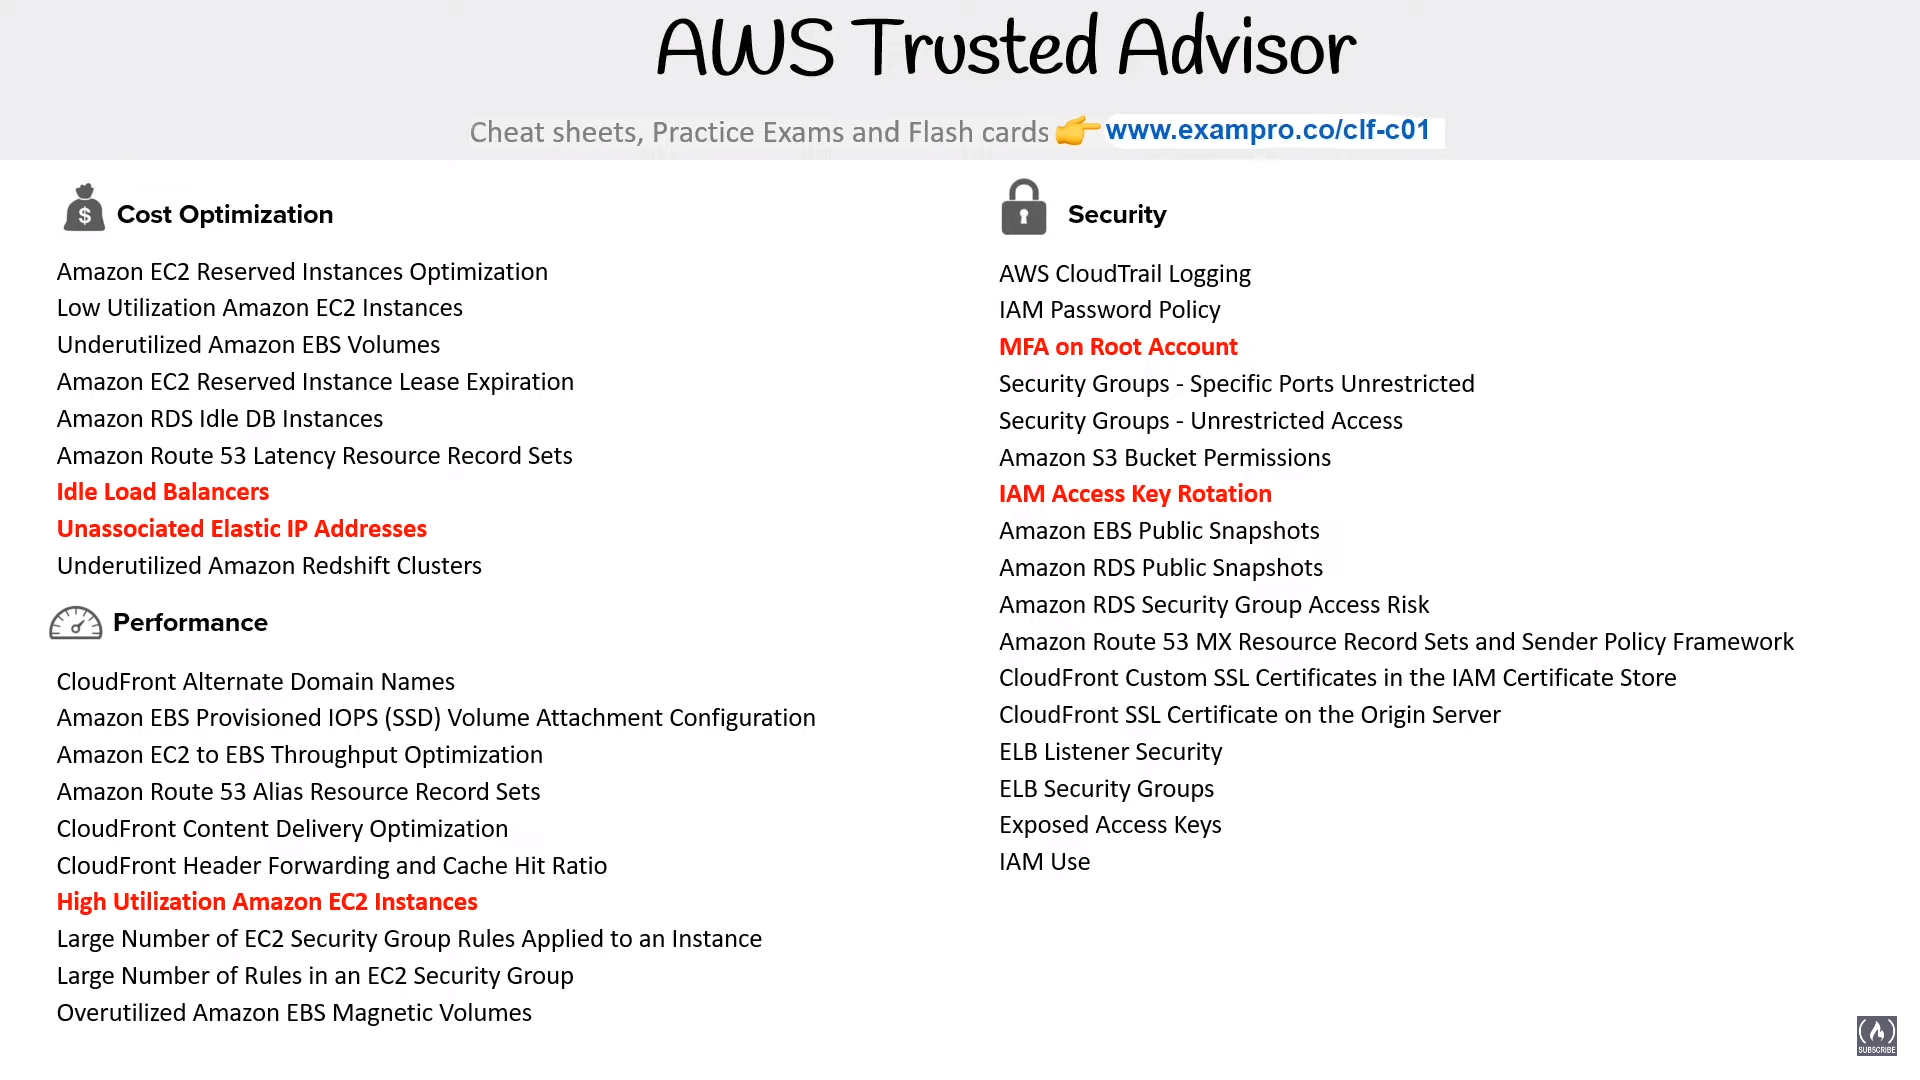 AWS Trusted Advisor
Cheat sheets, Practice Exams and Flash cards www.exampro.co/clf-c01
$ Cost Optimization
Amazon EC2 Reserved Instances Optimization
Low Utilization Amazon EC2 Instances
Underutilized Amazon EBS Volumes
Amazon EC2 Reserved Instance Lease Expiration
Amazon RDS Idle DB Instances
Amazon Route 53 Latency Resource Record Sets
Idle Load Balancers
Unassociated Elastic IP Addresses
Underutilized Amazon Redshift Clusters
Performance
CloudFront Alternate Domain Names
Amazon EBS Provisioned IOPS (SSD) Volume Attachment Configuration
Amazon EC2 to EBS Throughput Optimization
Amazon Route 53 Alias Resource Record Sets
CloudFront Content Delivery Optimization
CloudFront Header Forwarding and Cache Hit Ratio
High Utilization Amazon EC2 Instances
Large Number of EC2 Security Group Rules Applied to an Instance
Large Number of Rules in an EC2 Security Group
Overutilized Amazon EBS Magnetic Volumes
Security
AWS CloudTrail Logging
IAM Password Policy
MFA on Root Account
Security Groups - Specific Ports Unrestricted
Security Groups - Unrestricted Access
Amazon S3 Bucket Permissions
IAM Access Key Rotation
Amazon EBS Public Snapshots
Amazon RDS Public Snapshots
Amazon RDS Security Group Access Risk
Amazon Route 53 MX Resource Record Sets and Sender Policy Framework
CloudFront Custom SSL Certificates in the IAM Certificate Store
CloudFront SSL Certificate on the Origin Server
ELB Listener Security
ELB Security Groups
Exposed Access Keys
IAM Use
SUBSCRIBE